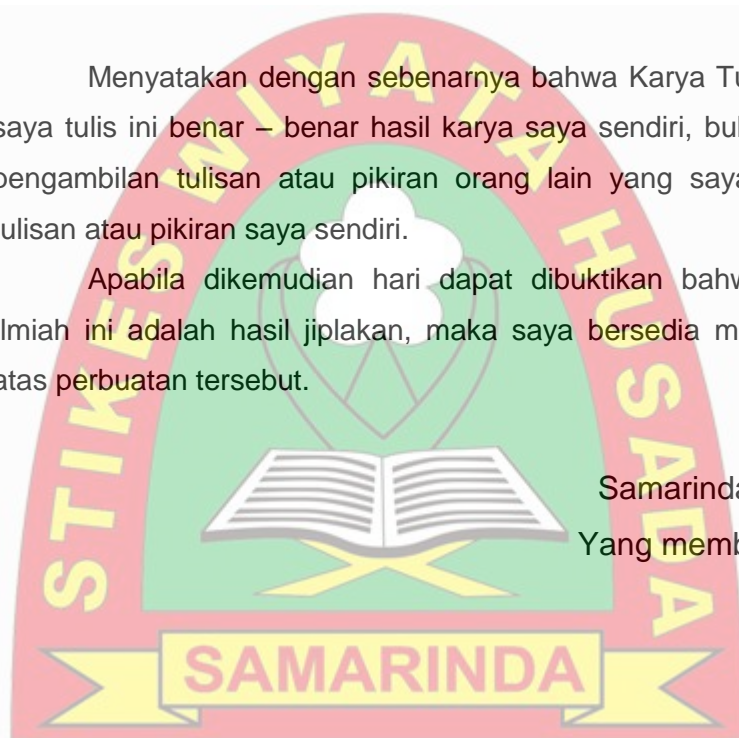 Menyatakan dengan sebenarnya bahwa Karya Tu
saya tulis ini benar – benar hasil karya saya sendiri, bu
pengambilan tulisan atau pikiran orang lain yang saya
tulisan atau pikiran saya sendiri.
Apabila dikemudian hari dapat dibuktikan bahw
ilmiah ini adalah hasil jiplakan, maka saya bersedia m
atas perbuatan tersebut.
Samarinda
Yang memb
STIKES WIYATA HUSADA
SAMARINDA